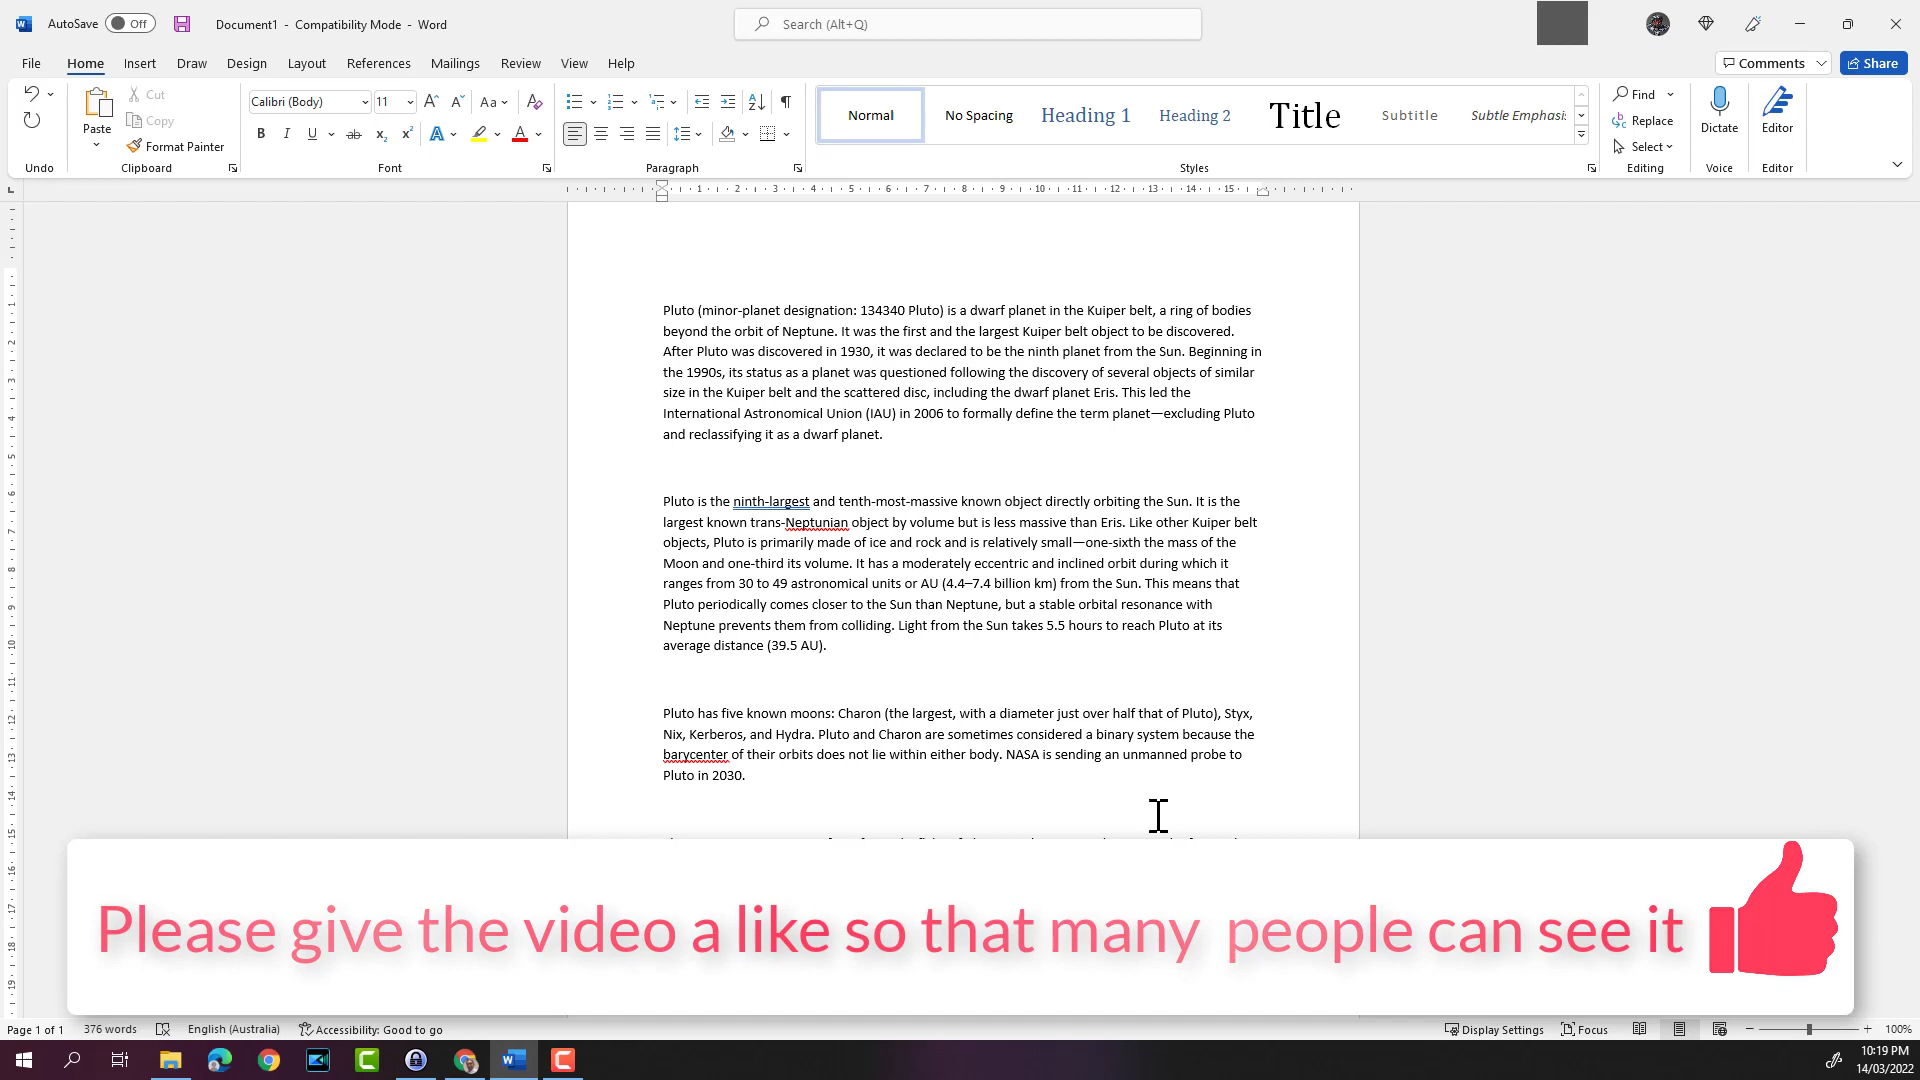 AutoSave Off Document1 - Compatibility Mode - Word Search (Alt+Q)
File Home Insert Draw Design Layout References Mailings Review View Help Comments Share
Paste Cut Copy Format Painter
Calibri (Body) 11 Aa
B I U ab x₂ x² A A
Normal No Spacing Heading 1 Heading 2 Title Subtitle Subtle Emphasis
Find Replace Select Dictate Editor
Undo Clipboard Font Paragraph Styles Editing Voice Editor
1 2 3 4 5 6 7 8 9 10 11 12 13 14 15
Pluto (minor-planet designation: 134340 Pluto) is a dwarf planet in the Kuiper belt, a ring of bodies
beyond the orbit of Neptune. It was the first and the largest Kuiper belt object to be discovered.
After Pluto was discovered in 1930, it was declared to be the ninth planet from the Sun. Beginning in
the 1990s, its status as a planet was questioned following the discovery of several objects of similar
size in the Kuiper belt and the scattered disc, including the dwarf planet Eris. This led the
International Astronomical Union (IAU) in 2006 to formally define the term planet—excluding Pluto
and reclassifying it as a dwarf planet.
Pluto is the ninth-largest and tenth-most-massive known object directly orbiting the Sun. It is the
largest known trans-Neptunian object by volume but is less massive than Eris. Like other Kuiper belt
objects, Pluto is primarily made of ice and rock and is relatively small—one-sixth the mass of the
Moon and one-third its volume. It has a moderately eccentric and inclined orbit during which it
ranges from 30 to 49 astronomical units or AU (4.4–7.4 billion km) from the Sun. This means that
Pluto periodically comes closer to the Sun than Neptune, but a stable orbital resonance with
Neptune prevents them from colliding. Light from the Sun takes 5.5 hours to reach Pluto at its
average distance (39.5 AU).
Pluto has five known moons: Charon (the largest, with a diameter just over half that of Pluto), Styx,
Nix, Kerberos, and Hydra. Pluto and Charon are sometimes considered a binary system because the
barycenter of their orbits does not lie within either body. NASA is sending an unmanned probe to
Pluto in 2030.
Please give the video a like so that many people can see it
Page 1 of 1 376 words English (Australia) Accessibility: Good to go Display Settings Focus 100%
10:19 PM
14/03/2022